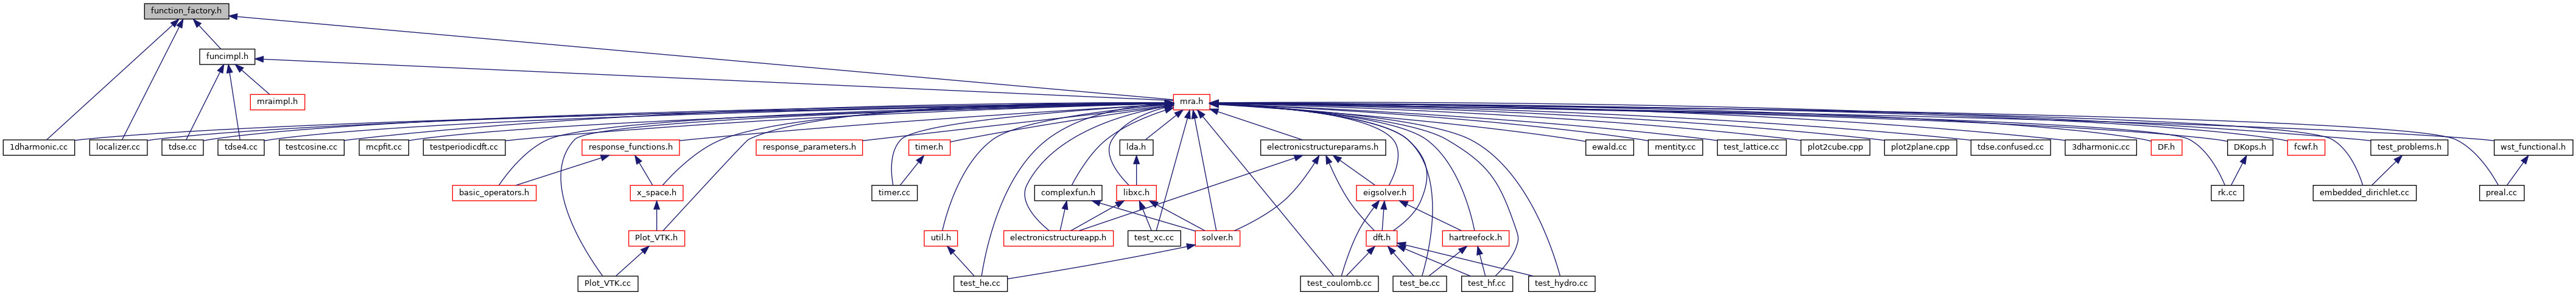 function_factory.h
funcimpl.h
mraimpl.h
mra.h
1dharmonic.cc
localizer.cc
tdse.cc
tdse4.cc
testcosine.cc
mcpfit.cc
testperiodicdft.cc
response_functions.h
response_parameters.h
timer.h
lda.h
electronicstructureparams.h
ewald.cc
mentity.cc
test_lattice.cc
plot2cube.cpp
plot2plane.cpp
tdse.confused.cc
3dharmonic.cc
DF.h
DKops.h
fcwf.h
test_problems.h
wst_functional.h
basic_operators.h
x_space.h
timer.cc
complexfun.h
libxc.h
eigsolver.h
rk.cc
embedded_dirichlet.cc
preal.cc
Plot_VTK.h
util.h
electronicstructureapp.h
test_xc.cc
solver.h
dft.h
hartreefock.h
Plot_VTK.cc
test_he.cc
test_coulomb.cc
test_be.cc
test_hf.cc
test_hydro.cc